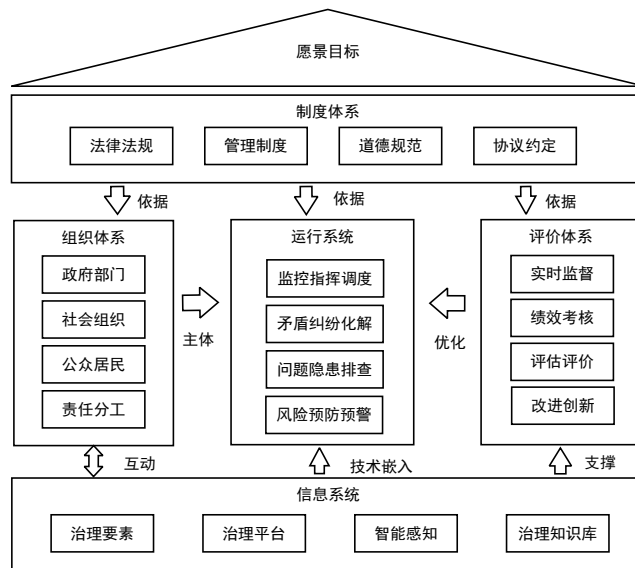 愿景目标
制度体系
法律法规 管理制度 道德规范 协议约定
依据 依据 依据
组织体系
政府部门
社会组织
公众居民
责任分工
主体
运行系统
监控指挥调度
矛盾纠纷化解
问题隐患排查
风险预防预警
优化
评价体系
实时监督
绩效考核
评估评价
改进创新
互动 技术嵌入 支撑
信息系统
治理要素 治理平台 智能感知 治理知识库